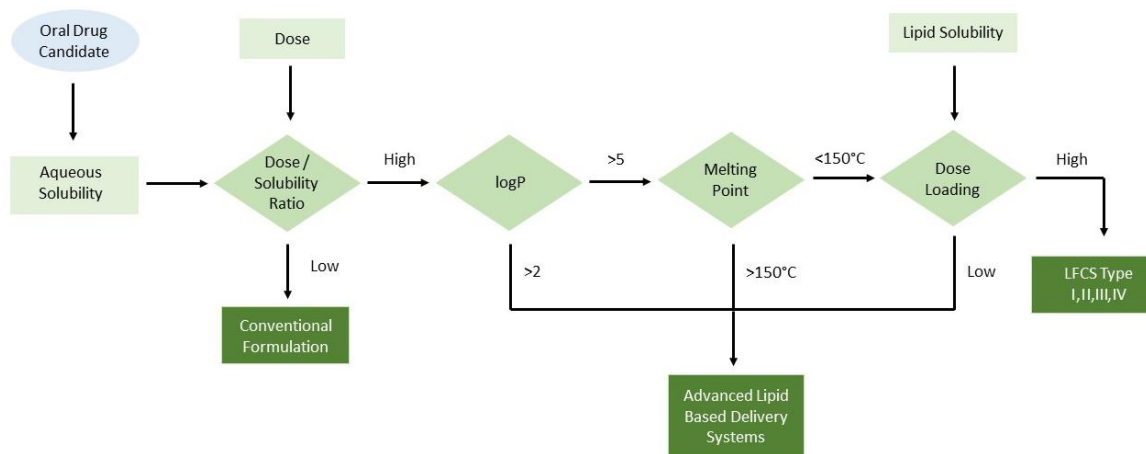 Oral Drug
Candidate
Dose
Lipid Solubility
Aqueous
Solubility
Dose /
Solubility
Ratio
High
logP
>5
Melting
Point
<150°C
Dose
Loading
High
Low
>2
>150°C
Low
LFCS Type
I,II,III,IV
Conventional
Formulation
Advanced Lipid
Based Delivery
Systems